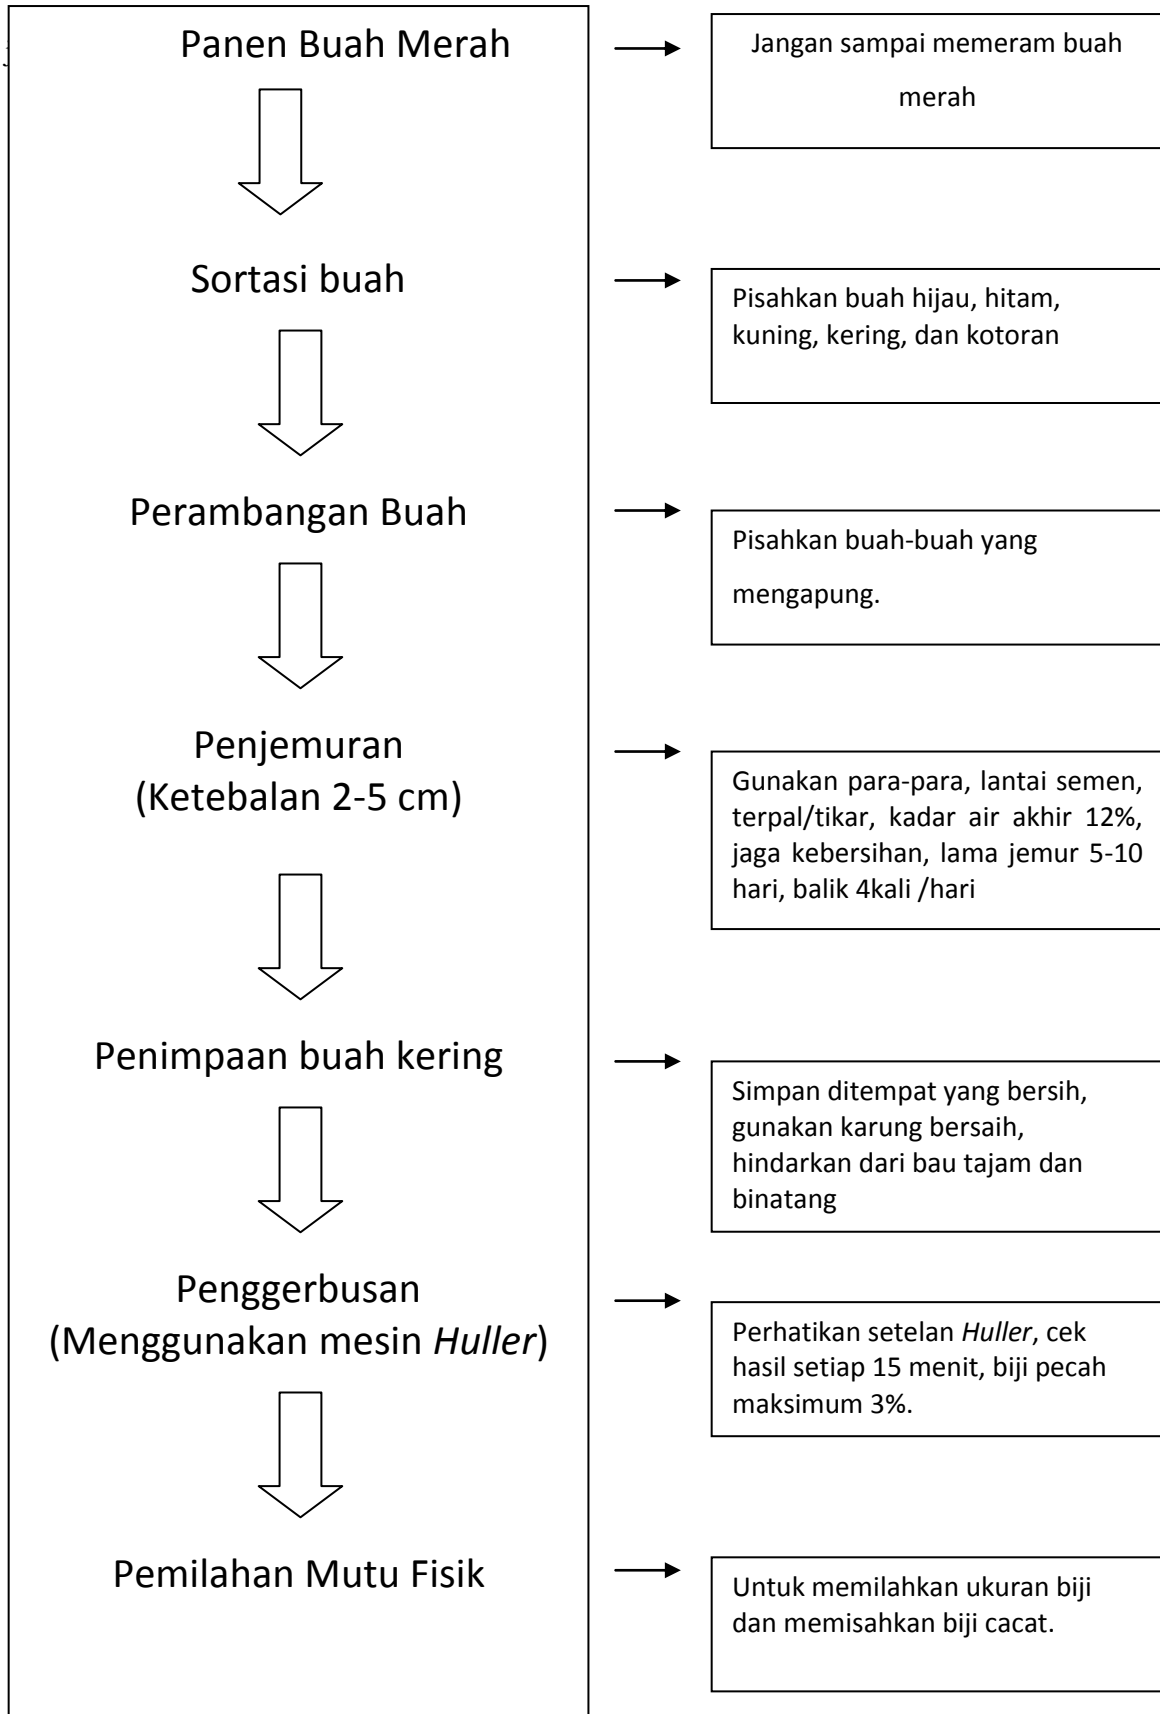 Panen Buah Merah
Jangan sampai memeram buah
merah
Sortasi buah
Pisahkan buah hijau, hitam,
kuning, kering, dan kotoran
Perambangan Buah
Pisahkan buah-buah yang
mengapung.
Penjemuran
(Ketebalan 2-5 cm)
Gunakan para-para, lantai semen,
terpal/tikar, kadar air akhir 12%,
jaga kebersihan, lama jemur 5-10
hari, balik 4kali /hari
Penimpaan buah kering
Simpan ditempat yang bersih,
gunakan karung bersaih,
hindarkan dari bau tajam dan
binatang
Penggerbusan
(Menggunakan mesin Huller)
Perhatikan setelan Huller, cek
hasil setiap 15 menit, biji pecah
maksimum 3%.
Pemilahan Mutu Fisik
Untuk memilahkan ukuran biji
dan memisahkan biji cacat.